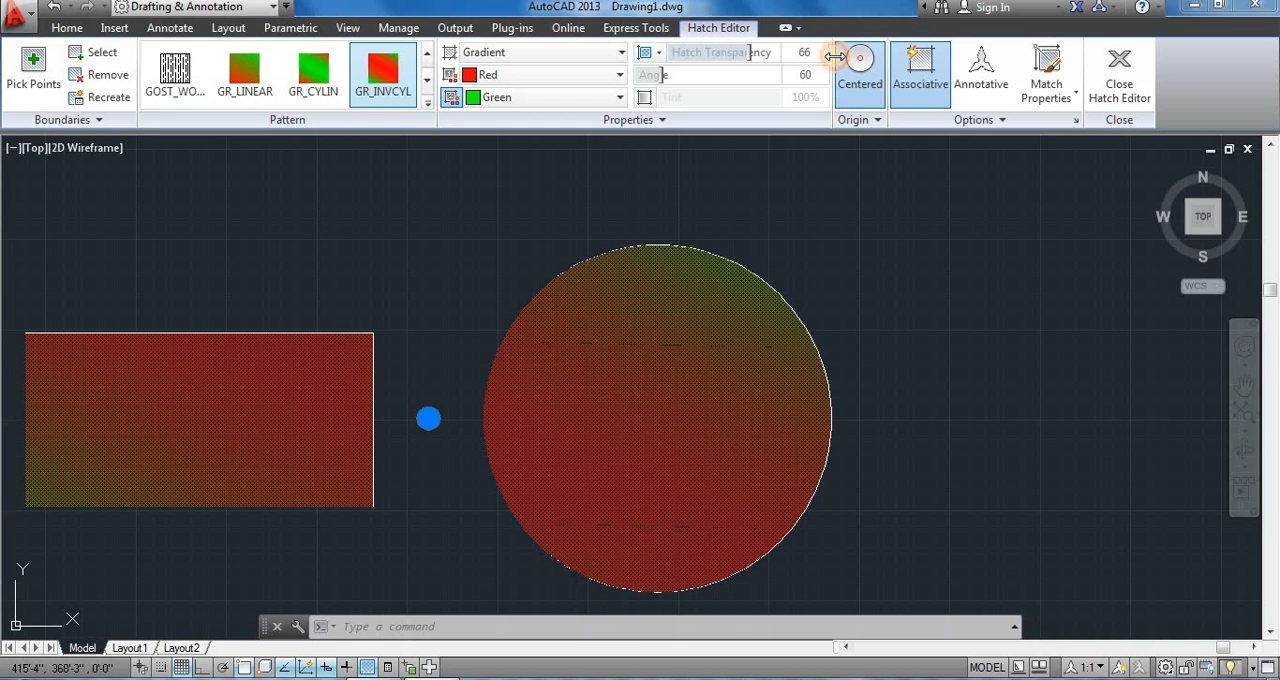 Drafting & Annotation
AutoCAD 2013 Drawing1.dwg
Sign In
Home Insert Annotate Layout Parametric View Manage Output Plug-ins Online Express Tools Hatch Editor
Pick Points
Select
Remove
Recreate
Boundaries
GOST_WO... GR_LINEAR GR_CYLIN GR_INVCYL
Pattern
Gradient
Red
Green
Hatch Transparency 66
Angle 60
Tint 100%
Properties
Centered
Origin
Associative
Annotative
Match
Properties
Options
Close
Hatch Editor
Close
[−][Top][2D Wireframe]
N
W TOP E
S
WCS
Y
X
Type a command
Model Layout1 Layout2
415'-4", 368'-3", 0'-0"
MODEL
1:1